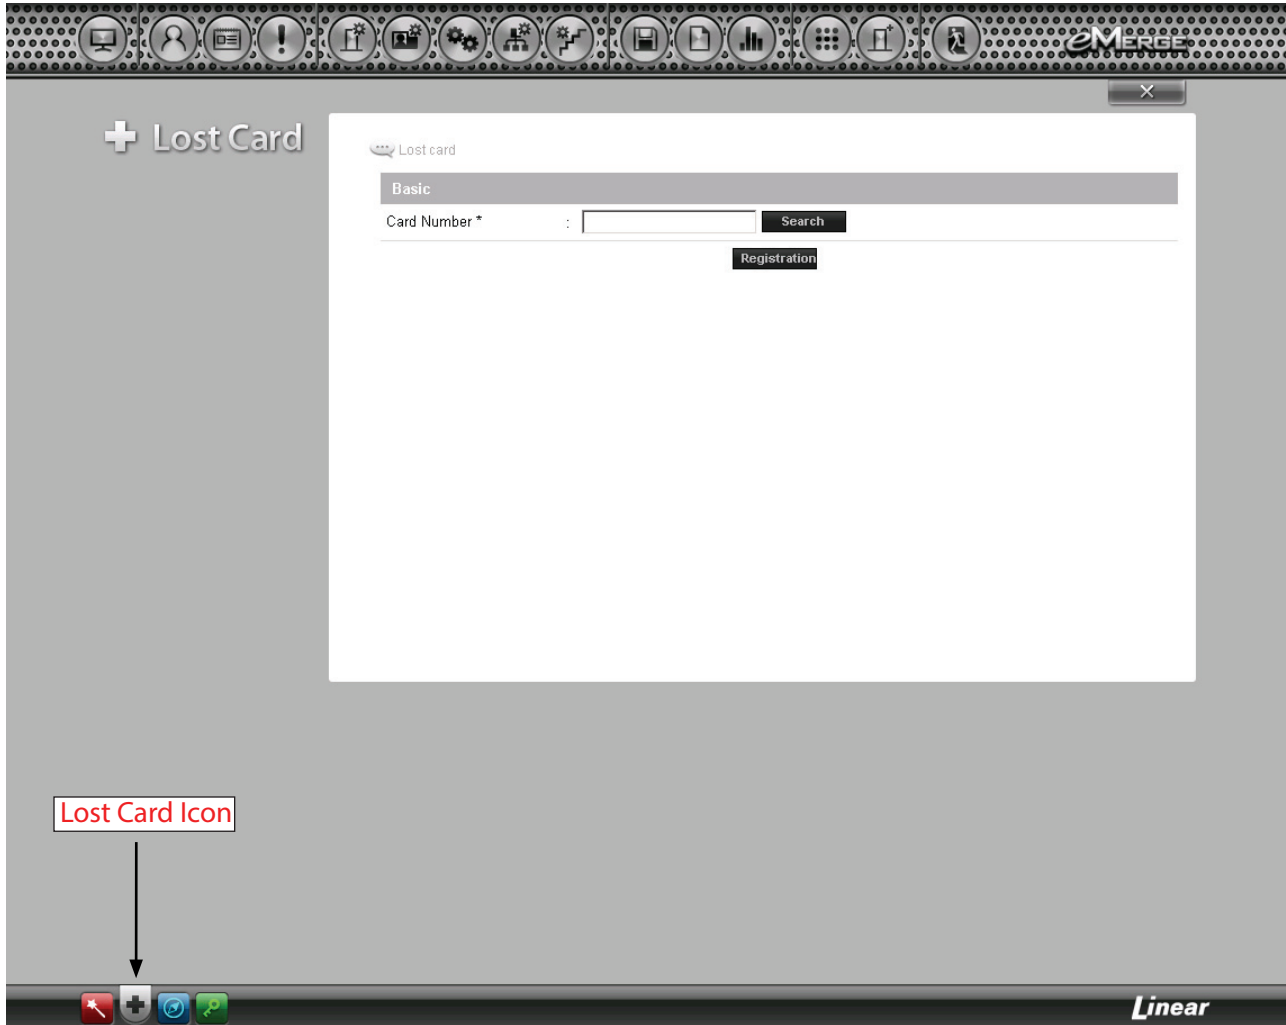 eMERGE
Lost Card
Lost card
Basic
Card Number * :
Search
Registration
Lost Card Icon
Linear